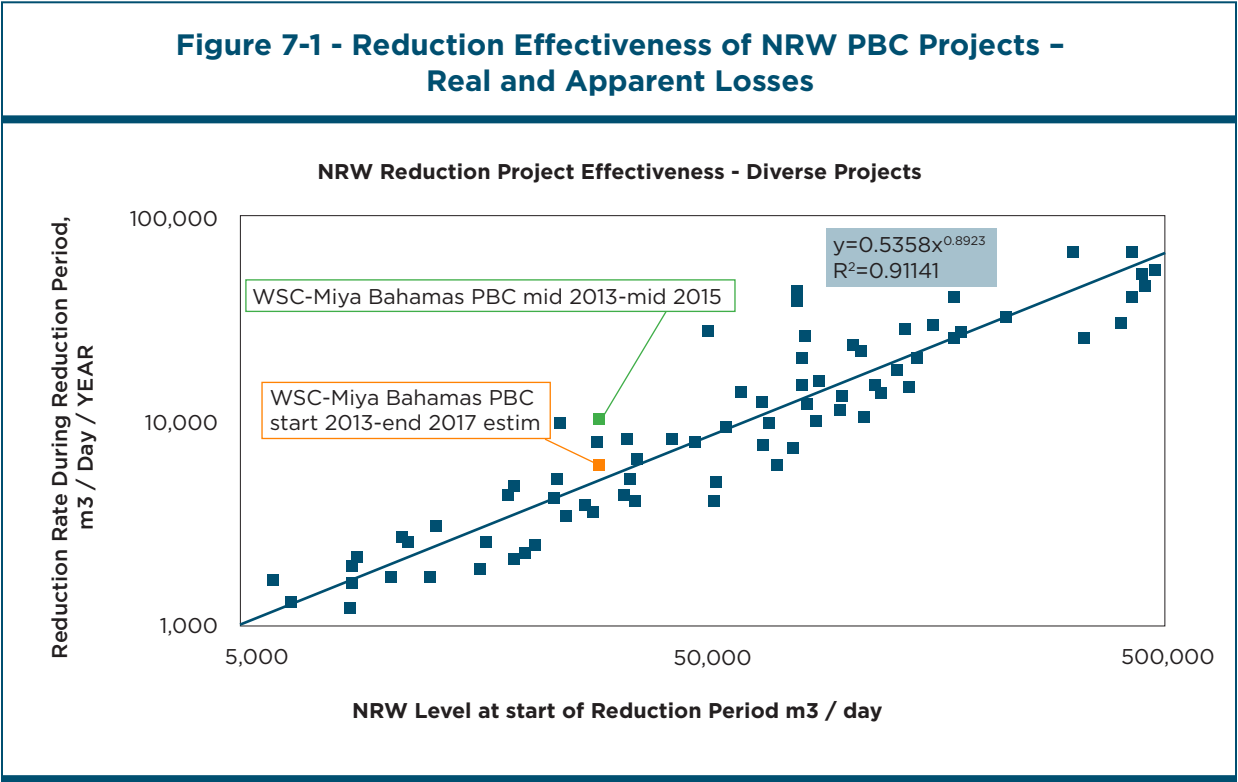 Figure 7-1 - Reduction Effectiveness of NRW PBC Projects –
Real and Apparent Losses
NRW Reduction Project Effectiveness - Diverse Projects
Reduction Rate During Reduction Period,
m3 / Day / YEAR
100,000
10,000
1,000
y=0.5358x^0.8923
R²=0.91141
WSC-Miya Bahamas PBC mid 2013-mid 2015
WSC-Miya Bahamas PBC
start 2013-end 2017 estim
5,000
50,000
500,000
NRW Level at start of Reduction Period m3 / day